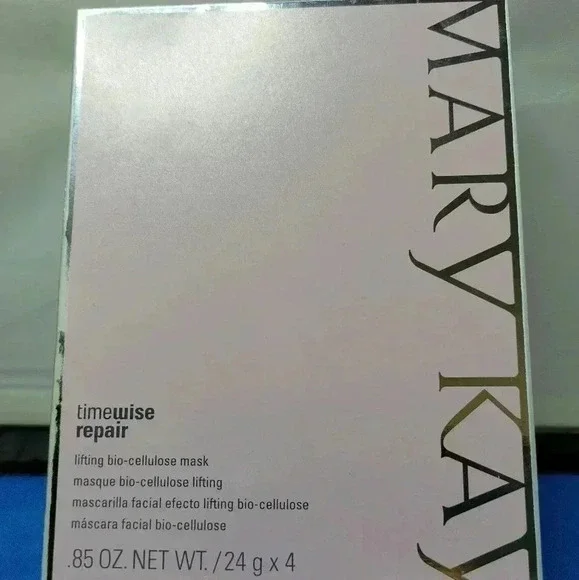 MARY KAY
timewise
repair
lifting bio-cellulose mask
masque bio-cellulose lifting
mascarilla facial efecto lifting bio-cellulose
máscara facial bio-cellulose
.85 OZ. NET WT. / 24 g x 4